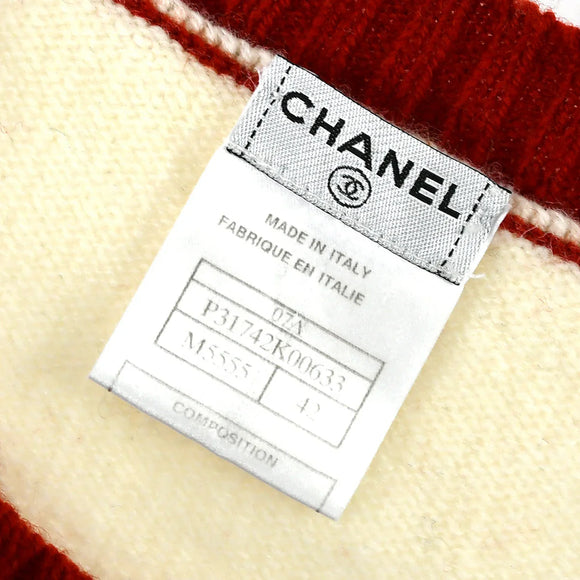 CHANEL
MADE IN ITALY
FABRIQUE EN ITALIE
07A
P31742K00633
M5555 42
COMPOSITION